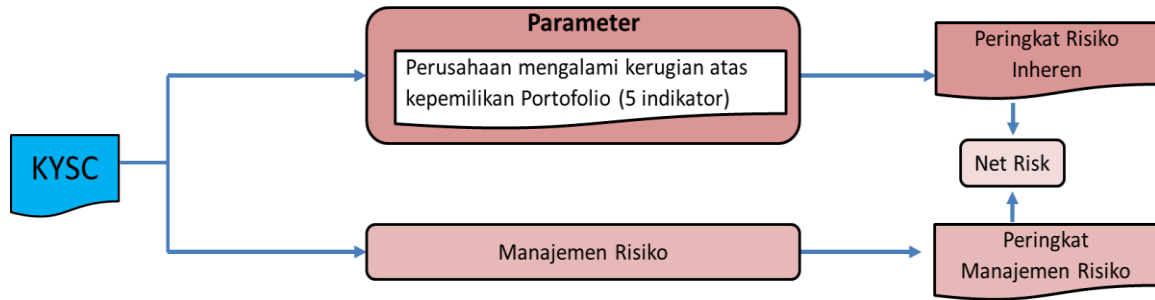 Parameter
Perusahaan mengalami kerugian atas
kepemilikan Portofolio (5 indikator)
Peringkat Risiko
Inheren
KYSC
Net Risk
Manajemen Risiko
Peringkat
Manajemen Risiko